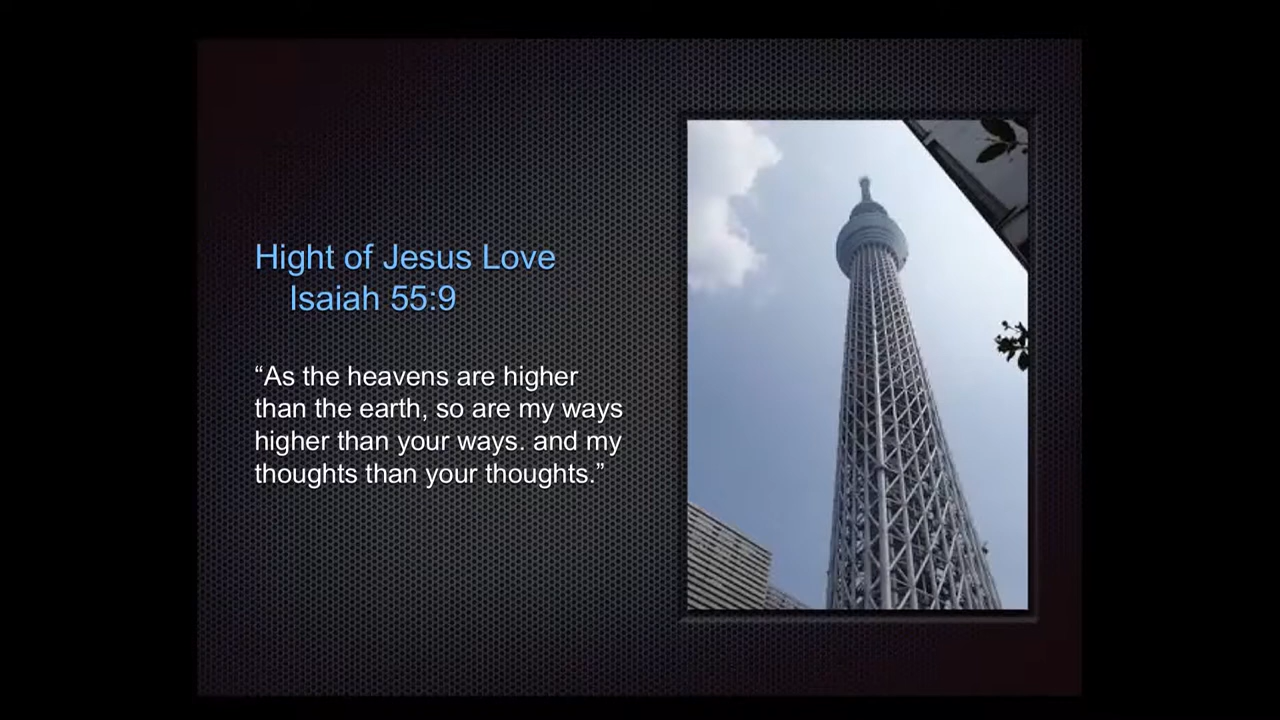 Hight of Jesus Love
Isaiah 55:9
“As the heavens are higher
than the earth, so are my ways
higher than your ways. and my
thoughts than your thoughts.”